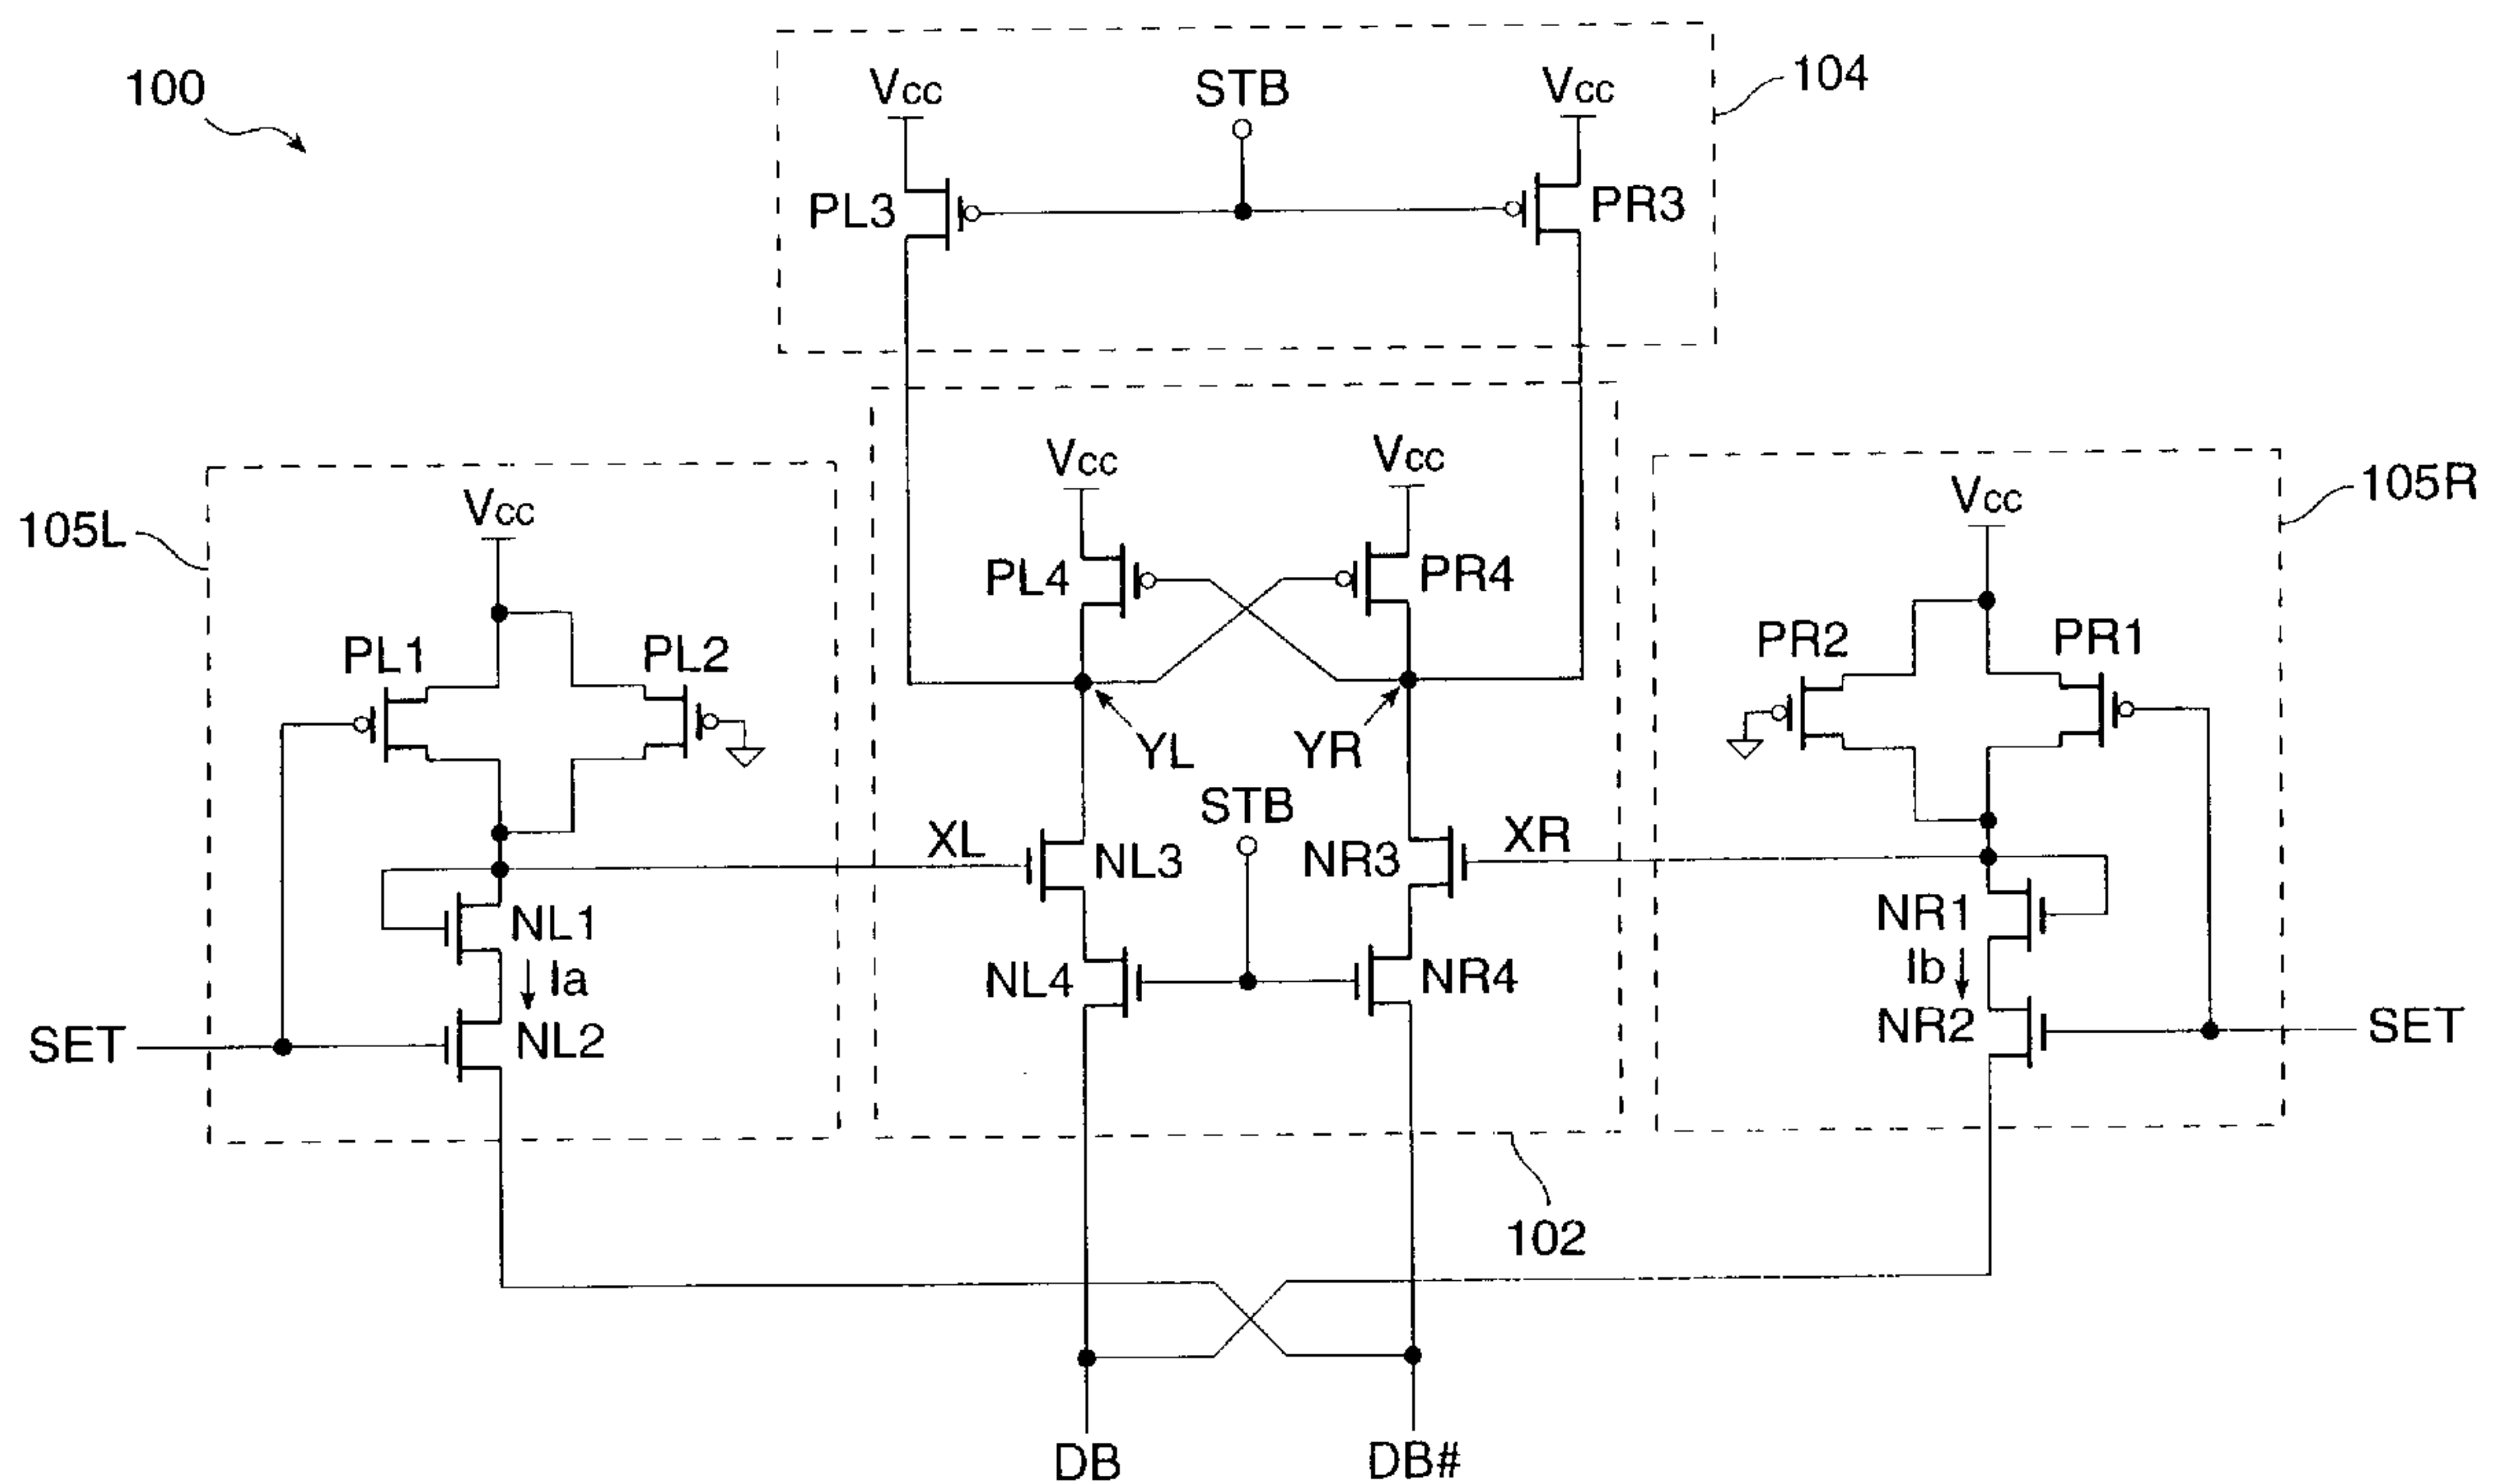 100
Vcc
STB
Vcc
104
PL3
PR3
Vcc
Vcc
105L
Vcc
Vcc
105R
PL4
PR4
PL1
PL2
PR2
PR1
YL
YR
STB
XL
NL3
NR3
XR
NL1
NR1
Ia
NL4
NR4
Ib
SET
NL2
NR2
SET
102
DB
DB#